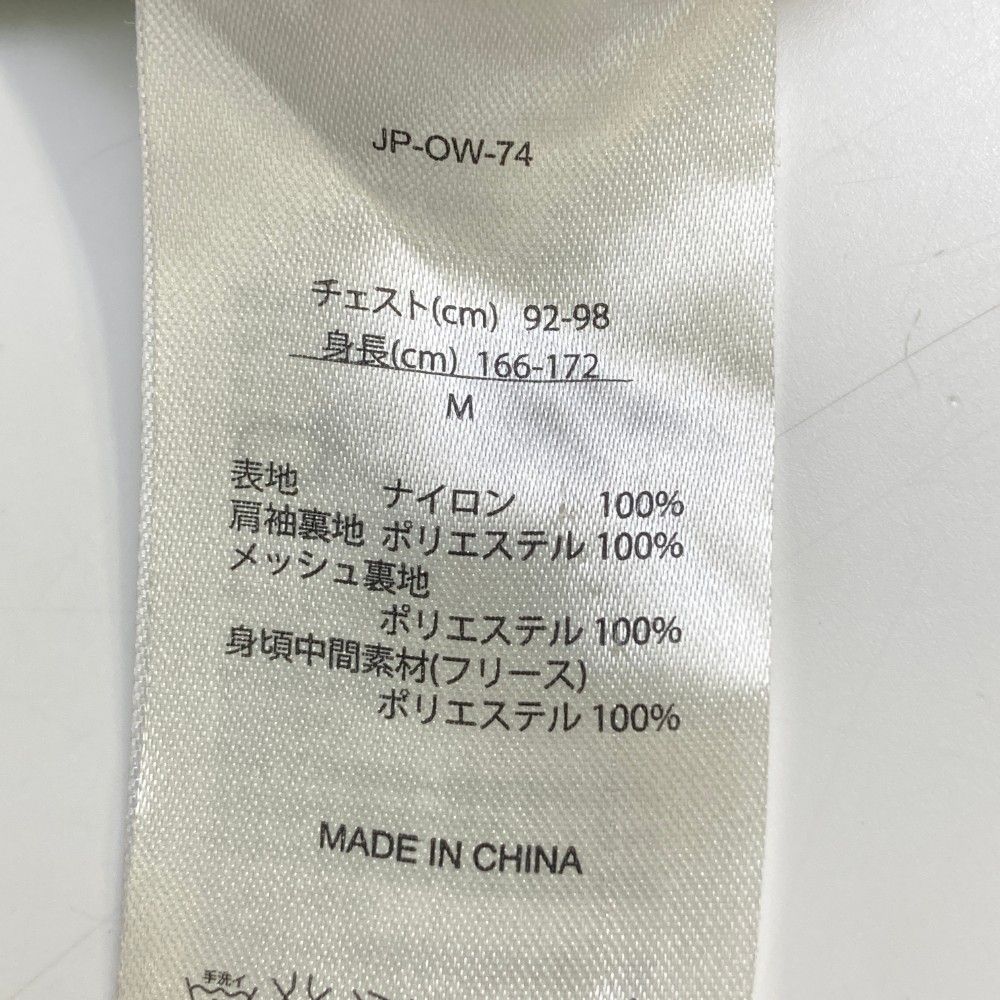 JP-OW-74
チェスト(cm) 92-98
身長(cm) 166-172
M
表地 ナイロン 100%
肩袖裏地 ポリエステル 100%
メッシュ裏地
ポリエステル 100%
身頃中間素材(フリース)
ポリエステル 100%
MADE IN CHINA
手洗イ